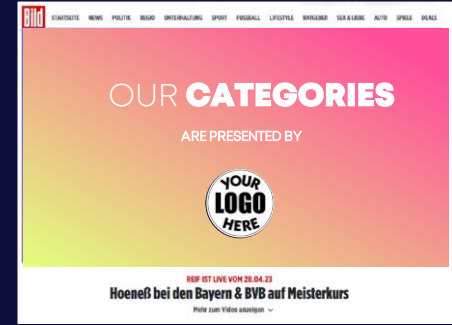 Bild STARTSEITE NEWS POLITIK REGIO UNTERHALTUNG SPORT FUSSBALL LIFESTYLE RATGEBER SEX & LIEBE AUTO SPIELE DEALS
OUR CATEGORIES
ARE PRESENTED BY
YOUR
LOGO
HERE
REIF IST LIVE VOM 28.04.23
Hoeneß bei den Bayern & BVB auf Meisterkurs
Mehr zum Video anzeigen